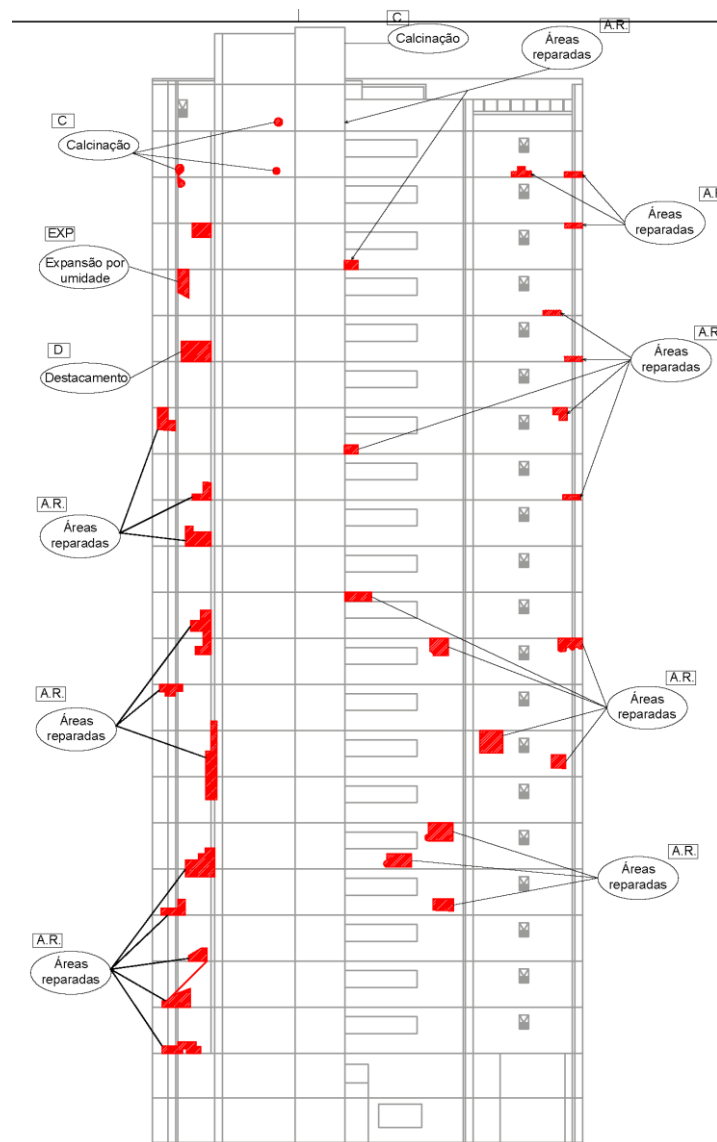 C
Calcinação
A.R.
Áreas
reparadas
C
Calcinação
A.R.
Áreas
reparadas
EXP
Expansão por
umidade
A.R.
Áreas
reparadas
D
Destacamento
A.R.
Áreas
reparadas
A.R.
Áreas
reparadas
A.R.
Áreas
reparadas
A.R.
Áreas
reparadas
A.R.
Áreas
reparadas